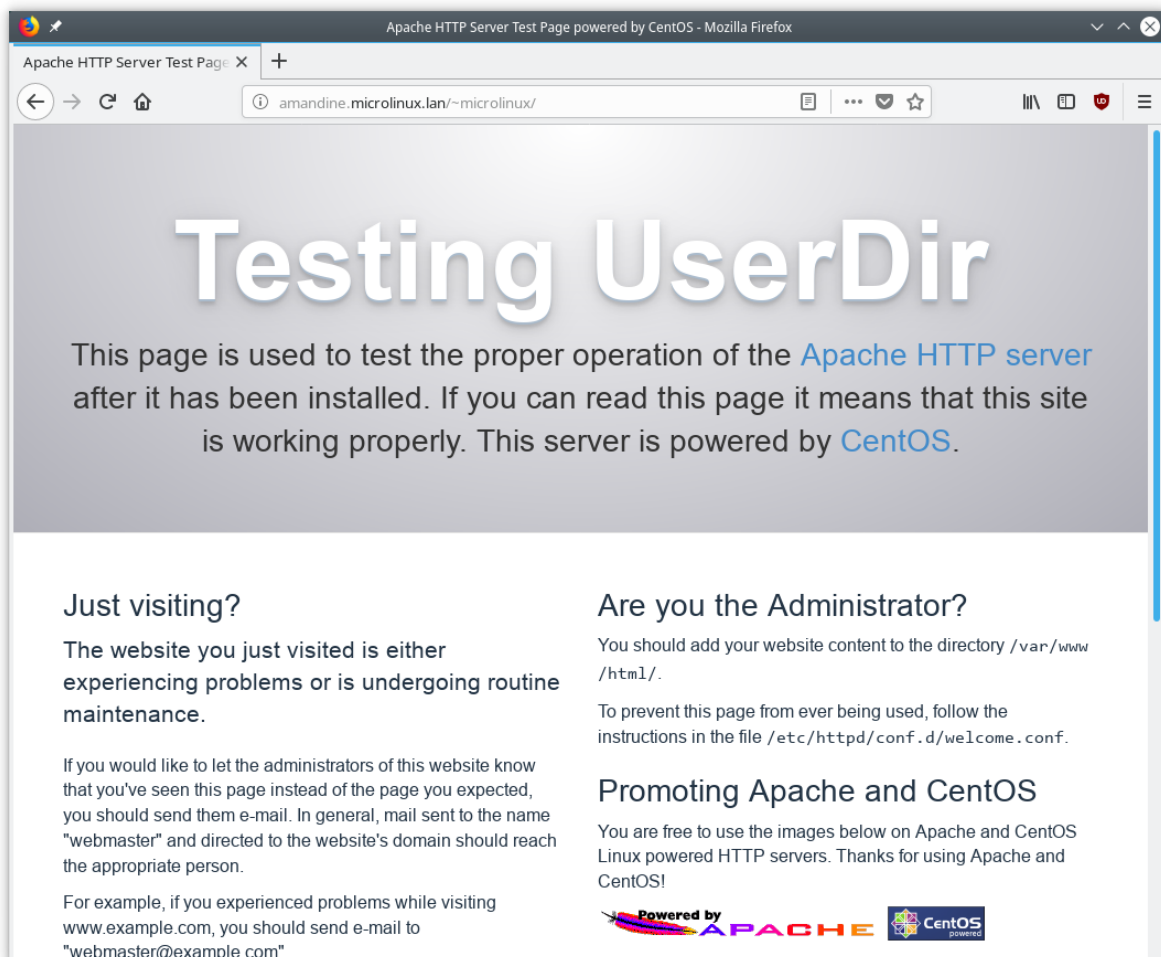 Apache HTTP Server Test Page powered by CentOS - Mozilla Firefox
Apache HTTP Server Test Page
amandine.microlinux.lan/~microlinux/
Testing UserDir
This page is used to test the proper operation of the Apache HTTP server
after it has been installed. If you can read this page it means that this site
is working properly. This server is powered by CentOS.
Just visiting?
The website you just visited is either
experiencing problems or is undergoing routine
maintenance.
If you would like to let the administrators of this website know
that you've seen this page instead of the page you expected,
you should send them e-mail. In general, mail sent to the name
"webmaster" and directed to the website's domain should reach
the appropriate person.
For example, if you experienced problems while visiting
www.example.com, you should send e-mail to
"webmaster@example.com"
Are you the Administrator?
You should add your website content to the directory /var/www
/html/.
To prevent this page from ever being used, follow the
instructions in the file /etc/httpd/conf.d/welcome.conf.
Promoting Apache and CentOS
You are free to use the images below on Apache and CentOS
Linux powered HTTP servers. Thanks for using Apache and
CentOS!
Powered by
APACHE
CentOS
powered